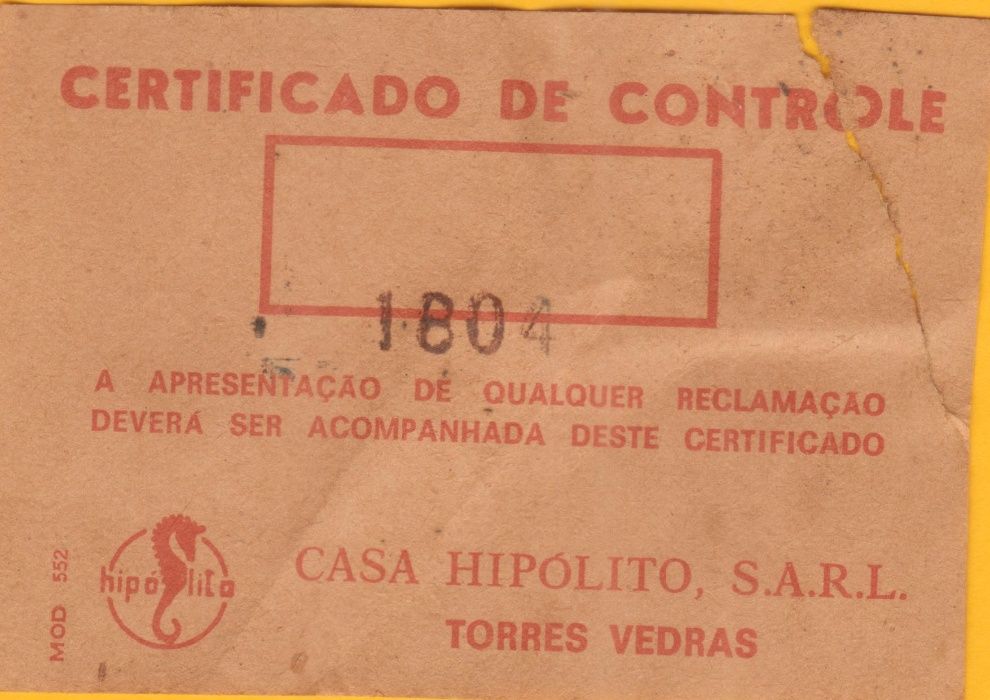 CERTIFICADO DE CONTROLE
1804
A APRESENTAÇÃO DE QUALQUER RECLAMAÇÃO
DEVERÁ SER ACOMPANHADA DESTE CERTIFICADO
MOD 552
hipólito
CASA HIPÓLITO, S.A.R.L.
TORRES VEDRAS